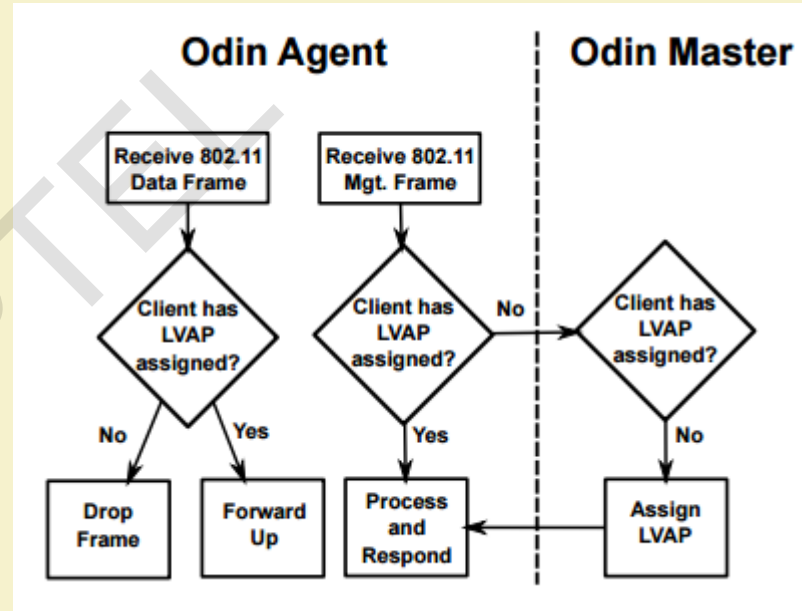 Odin Agent
Odin Master
Receive 802.11
Data Frame
Receive 802.11
Mgt. Frame
Client has
LVAP
assigned?
Client has
LVAP
assigned?
No
Client has
LVAP
assigned?
No
Yes
Yes
No
Drop
Frame
Forward
Up
Process
and
Respond
Assign
LVAP